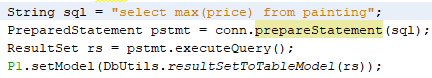 String sql = "select max(price) from painting";
PreparedStatement pstmt = conn.prepareStatement(sql);
ResultSet rs = pstmt.executeQuery();
P1.setModel(DbUtils.resultSetToTableModel(rs));